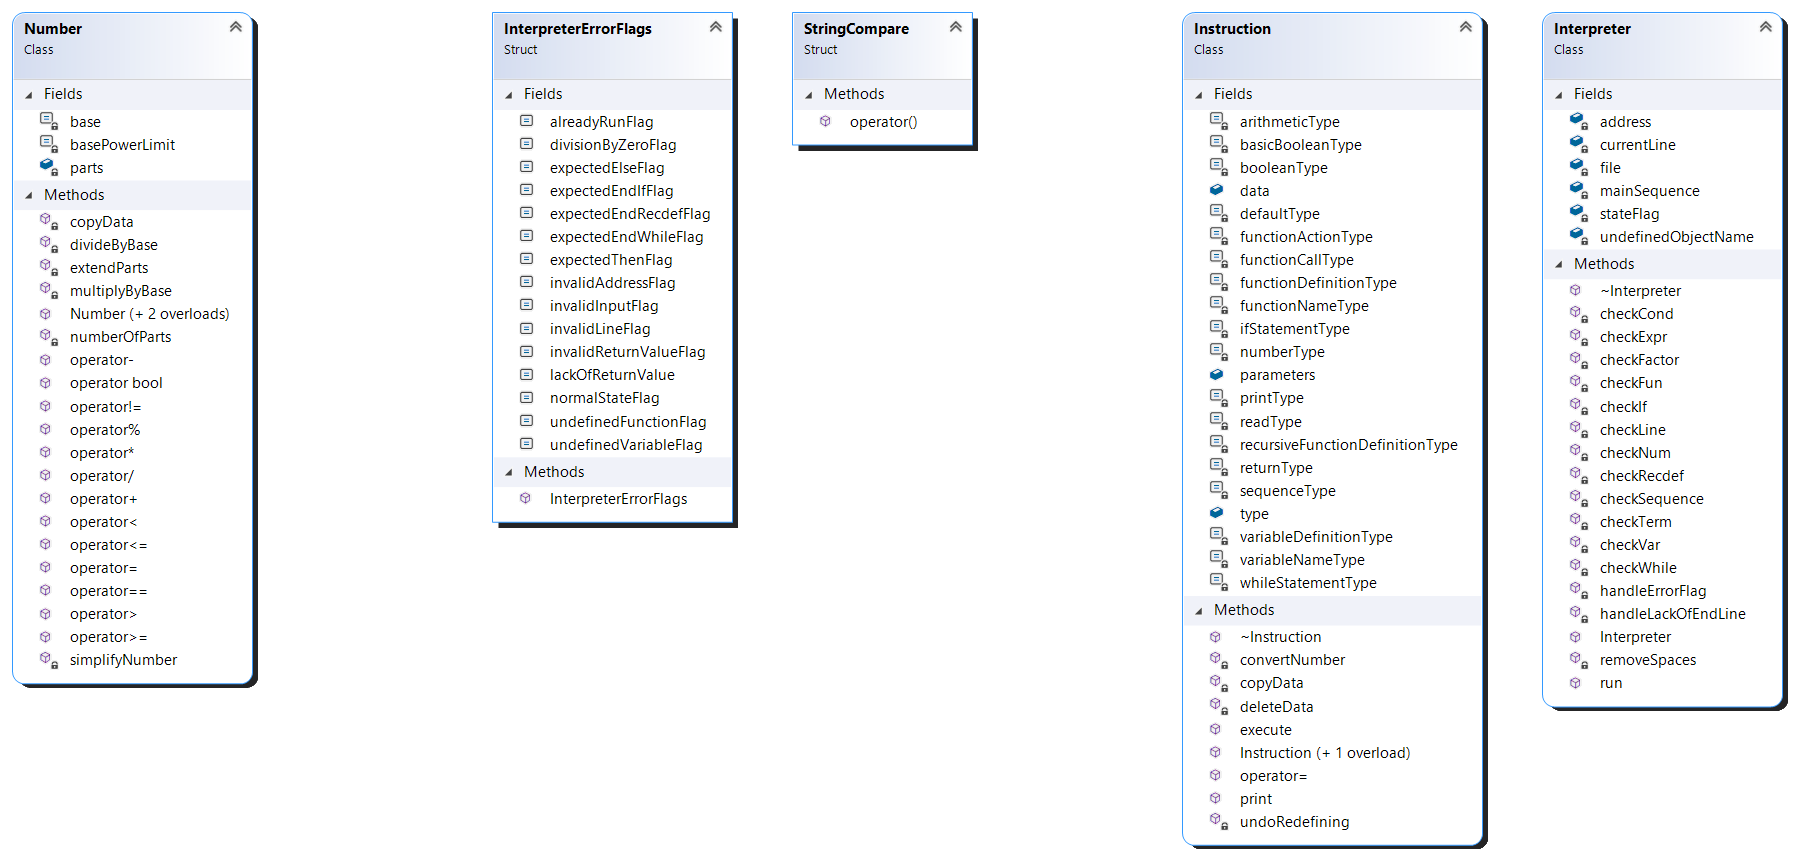 Number
Class
Fields
base
basePowerLimit
parts
Methods
copyData
divideByBase
extendParts
multiplyByBase
Number (+ 2 overloads)
numberOfParts
operator-
operator bool
operator!=
operator%
operator*
operator/
operator+
operator<
operator<=
operator=
operator==
operator>
operator>=
simplifyNumber
InterpreterErrorFlags
Struct
Fields
alreadyRunFlag
divisionByZeroFlag
expectedElseFlag
expectedEndIfFlag
expectedEndRecdefFlag
expectedEndWhileFlag
expectedThenFlag
invalidAddressFlag
invalidInputFlag
invalidLineFlag
invalidReturnValueFlag
lackOfReturnValue
normalStateFlag
undefinedFunctionFlag
undefinedVariableFlag
Methods
InterpreterErrorFlags
StringCompare
Struct
Methods
operator()
Instruction
Class
Fields
arithmeticType
basicBooleanType
booleanType
data
defaultType
functionActionType
functionCallType
functionDefinitionType
functionNameType
ifStatementType
numberType
parameters
printType
readType
recursiveFunctionDefinitionType
returnType
sequenceType
type
variableDefinitionType
variableNameType
whileStatementType
Methods
~Instruction
convertNumber
copyData
deleteData
execute
Instruction (+ 1 overload)
operator=
print
undoRedefining
Interpreter
Class
Fields
address
currentLine
file
mainSequence
stateFlag
undefinedObjectName
Methods
~Interpreter
checkCond
checkExpr
checkFactor
checkFun
checkIf
checkLine
checkNum
checkRecdef
checkSequence
checkTerm
checkVar
checkWhile
handleErrorFlag
handleLackOfEndLine
Interpreter
removeSpaces
run